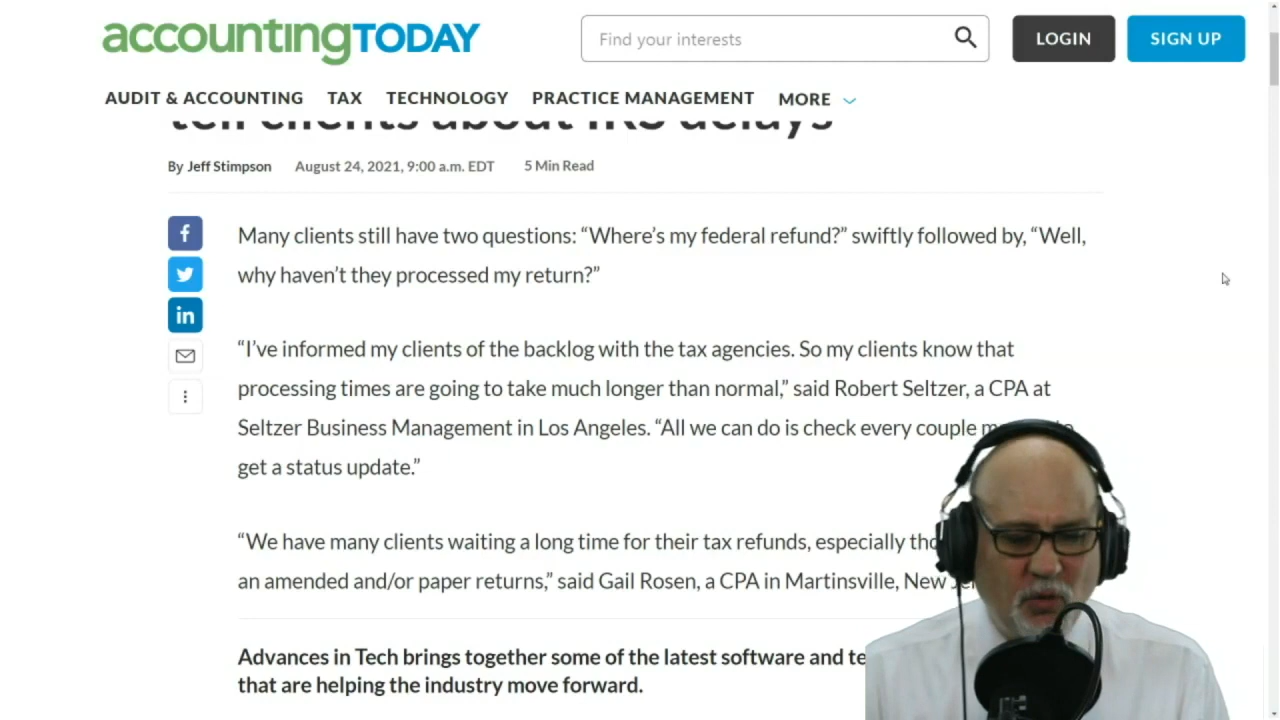 accountingTODAY
Find your interests
LOGIN
SIGN UP
AUDIT & ACCOUNTING TAX TECHNOLOGY PRACTICE MANAGEMENT MORE
tell clients about IRS delays
By Jeff Stimpson August 24, 2021, 9:00 a.m. EDT 5 Min Read
f
in
Many clients still have two questions: “Where’s my federal refund?” swiftly followed by, “Well,
why haven’t they processed my return?”
“I’ve informed my clients of the backlog with the tax agencies. So my clients know that
processing times are going to take much longer than normal,” said Robert Seltzer, a CPA at
Seltzer Business Management in Los Angeles. “All we can do is check every couple
get a status update.”
“We have many clients waiting a long time for their tax refunds, especially
an amended and/or paper returns,” said Gail Rosen, a CPA in Martinsville, New
Advances in Tech brings together some of the latest software and
that are helping the industry move forward.